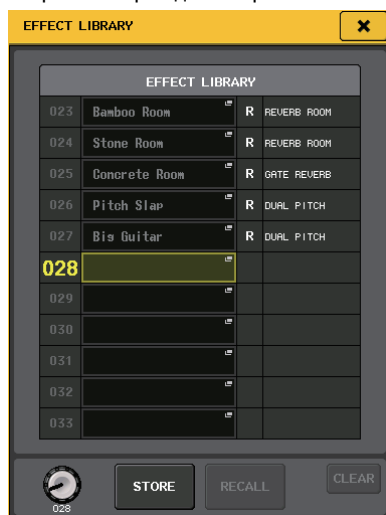 EFFECT LIBRARY
EFFECT LIBRARY
023 Bamboo Room R REVERB ROOM
024 Stone Room R REVERB ROOM
025 Concrete Room R GATE REVERB
026 Pitch Slap R DUAL PITCH
027 Big Guitar R DUAL PITCH
028
029
030
031
032
033
STORE RECALL CLEAR
028